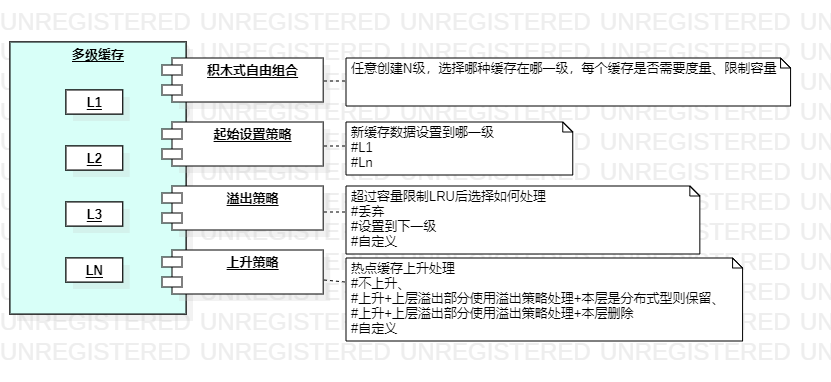 UNREGISTERED UNREGISTERED UNREGISTERED UNREGISTERED UN
多级缓存
L1
L2
L3
LN
积木式自由组合
任意创建N级，选择哪种缓存在哪一级，每个缓存是否需要度量、限制容量
起始设置策略
新缓存数据设置到哪一级
#L1
#Ln
溢出策略
超过容量限制LRU后选择如何处理
#丢弃
#设置到下一级
#自定义
上升策略
热点缓存上升处理
#不上升、
#上升+上层溢出部分使用溢出策略处理+本层是分布式型则保留、
#上升+上层溢出部分使用溢出策略处理+本层删除
#自定义
UNREGISTERED UNREGISTERED UNREGISTERED UNREGISTERED UN